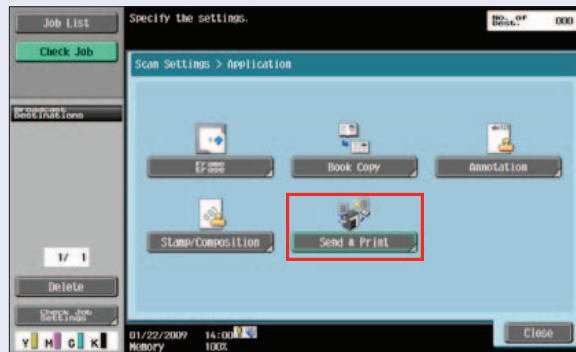 Job List
Check Job
Broadcast
Destinations
1/ 1
Delete
Check Job
Settings
Y M C K
Specify the settings.
No. of
Dest.
000
Scan Settings > Application
Frame
Erase
Book Copy
Annotation
Stamp/Composition
Send & Print
01/22/2009 14:00
Memory 100%
Close